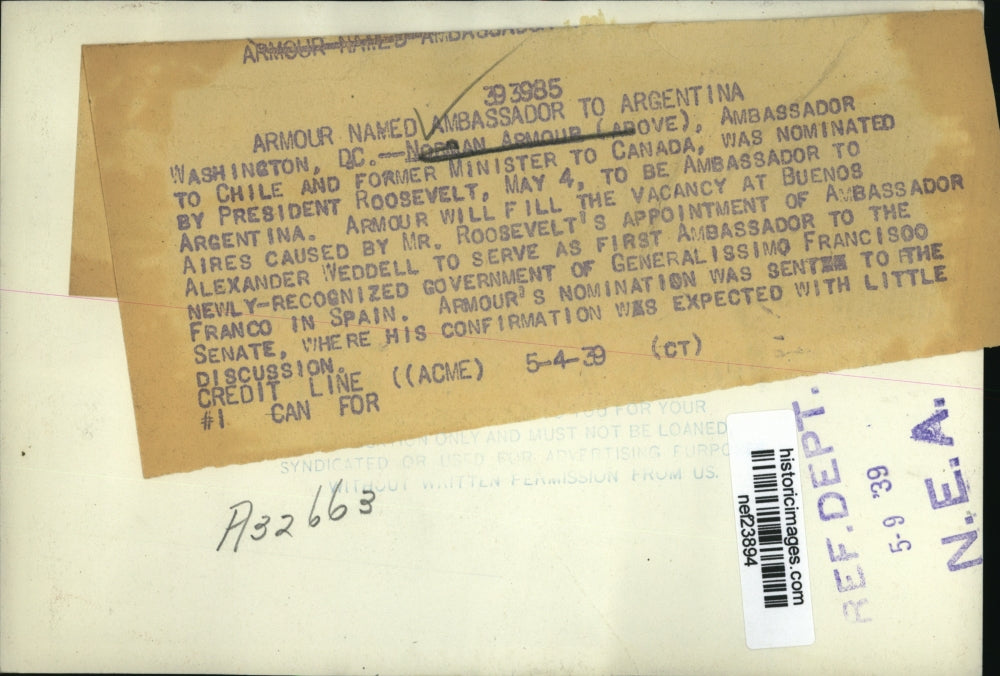 ARMOUR NAMED AMBASSADOR
393985
ARMOUR NAMED AMBASSADOR TO ARGENTINA
WASHINGTON, DC.--NORMAN ARMOUR (ABOVE), AMBASSADOR
TO CHILE AND FORMER MINISTER TO CANADA, WAS NOMINATED
BY PRESIDENT ROOSEVELT, MAY 4, TO BE AMBASSADOR TO
ARGENTINA. ARMOUR WILL FILL THE VACANCY AT BUENOS
AIRES CAUSED BY MR. ROOSEVELT'S APPOINTMENT OF AMBASSADOR
ALEXANDER WEDDELL TO SERVE AS FIRST AMBASSADOR TO THE
NEWLY-RECOGNIZED GOVERNMENT OF GENERALISSIMO FRANCISOO
FRANCO IN SPAIN. ARMOUR'S NOMINATION WAS SENT TO THE
SENATE, WHERE HIS CONFIRMATION WAS EXPECTED WITH LITTLE
DISCUSSION.
CREDIT LINE ((ACME) 5-4-39 (CT)
#1 CAN FOR
YOU FOR YOUR
ONLY AND MUST NOT BE LOANED
SYNDICATED OR USED FOR ADVERTISING PURPO
WITHOUT WRITTEN PERMISSION FROM US.
A32663
historicimages.com
nef23894
REF. DEPT.
5-9 39
N.E.A.